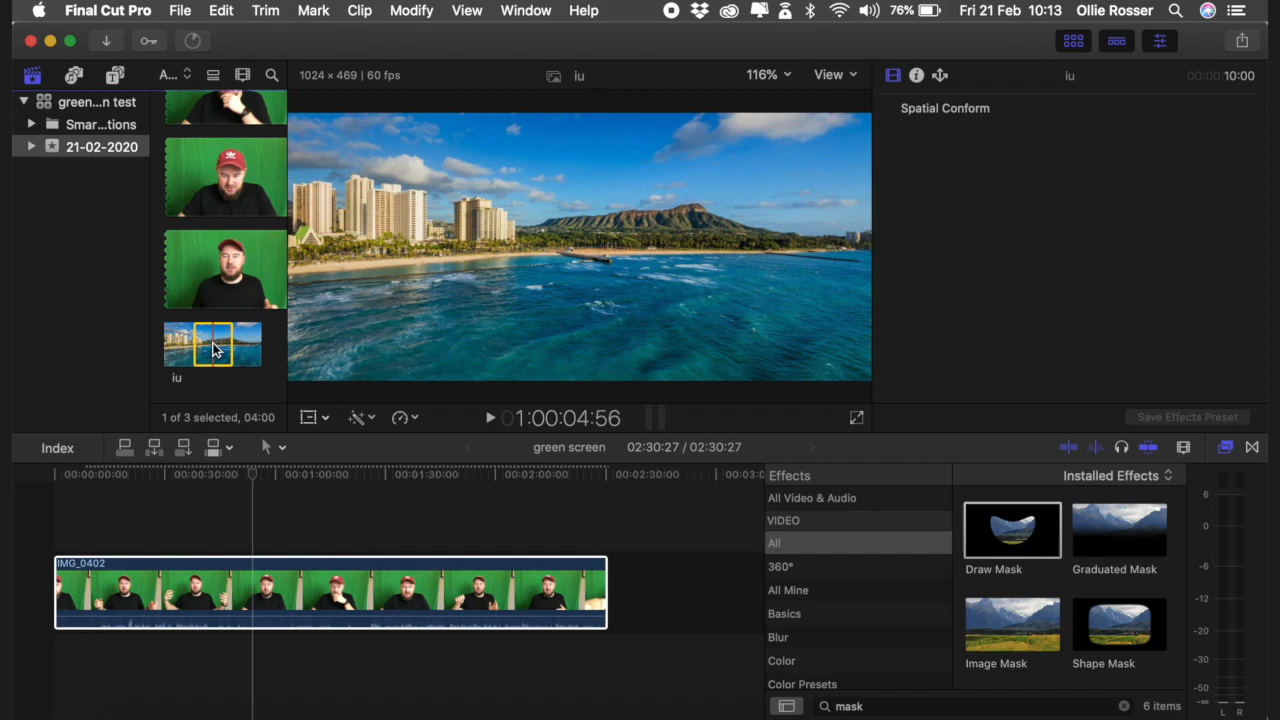 Final Cut Pro File Edit Trim Mark Clip Modify View Window Help 76% Fri 21 Feb 10:13 Ollie Rosser
A... 1024 × 469 | 60 fps iu 116% View iu 00:00:10:00
green...n test
Smar...tions
21-02-2020
Spatial Conform
iu
1 of 3 selected, 04:00 01:00:04:56 Save Effects Preset
Index green screen 02:30:27 / 02:30:27
00:00:00:00 00:00:30:00 00:01:00:00 00:01:30:00 00:02:00:00 00:02:30:00 00:03:0
Effects Installed Effects
All Video & Audio
VIDEO
All
360°
All Mine
Basics
Blur
Color
Color Presets
IMG_0402
Draw Mask Graduated Mask
Image Mask Shape Mask
mask 6 items
6
0
-6
-12
-20
-30
-50
-∞
L R